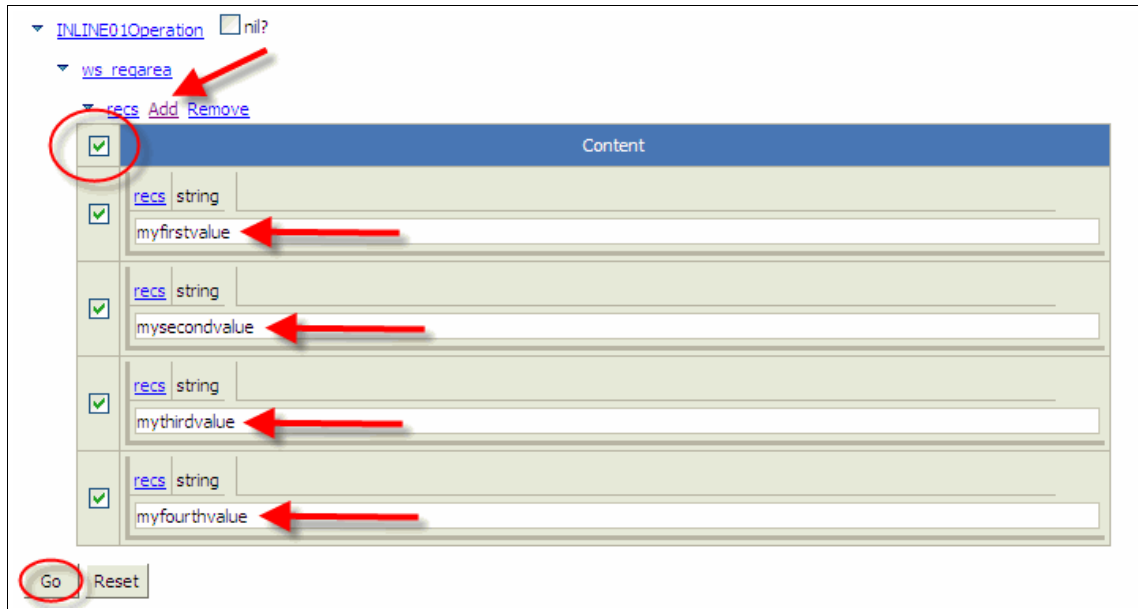 INLINE01Operation nil?
ws_reqarea
recs Add Remove
Content
recs string
myfirstvalue
recs string
mysecondvalue
recs string
mythirdvalue
recs string
myfourthvalue
Go Reset